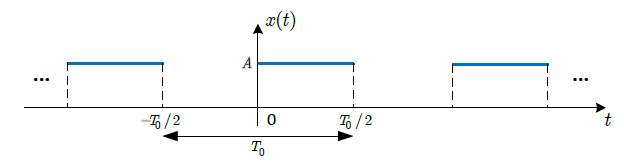 x(t)
... A ...
-T₀/2 0 T₀/2 t
T₀